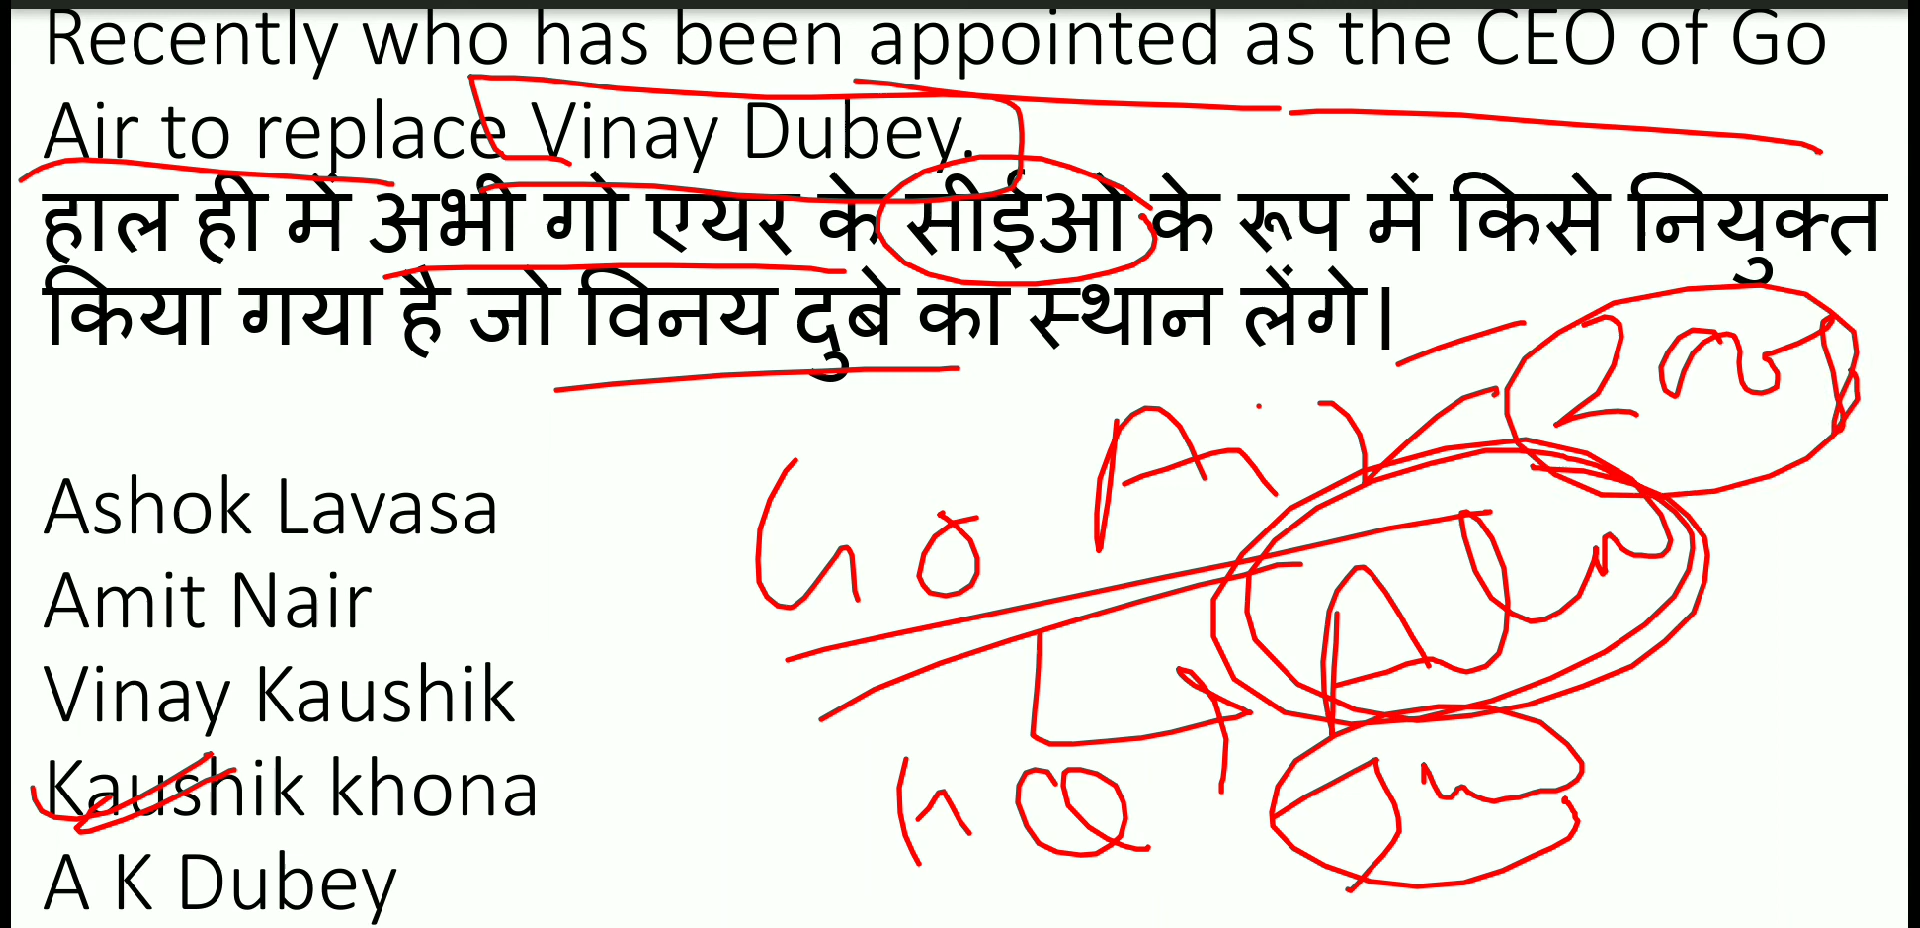 Recently who has been appointed as the CEO of Go
Air to replace Vinay Dubey.
हाल ही में अभी गो एयर के सीईओ के रूप में किसे नियुक्त
किया गया है जो विनय दुबे का स्थान लेंगे।
Ashok Lavasa
Amit Nair
Vinay Kaushik
Kaushik khona
A K Dubey
Go Air